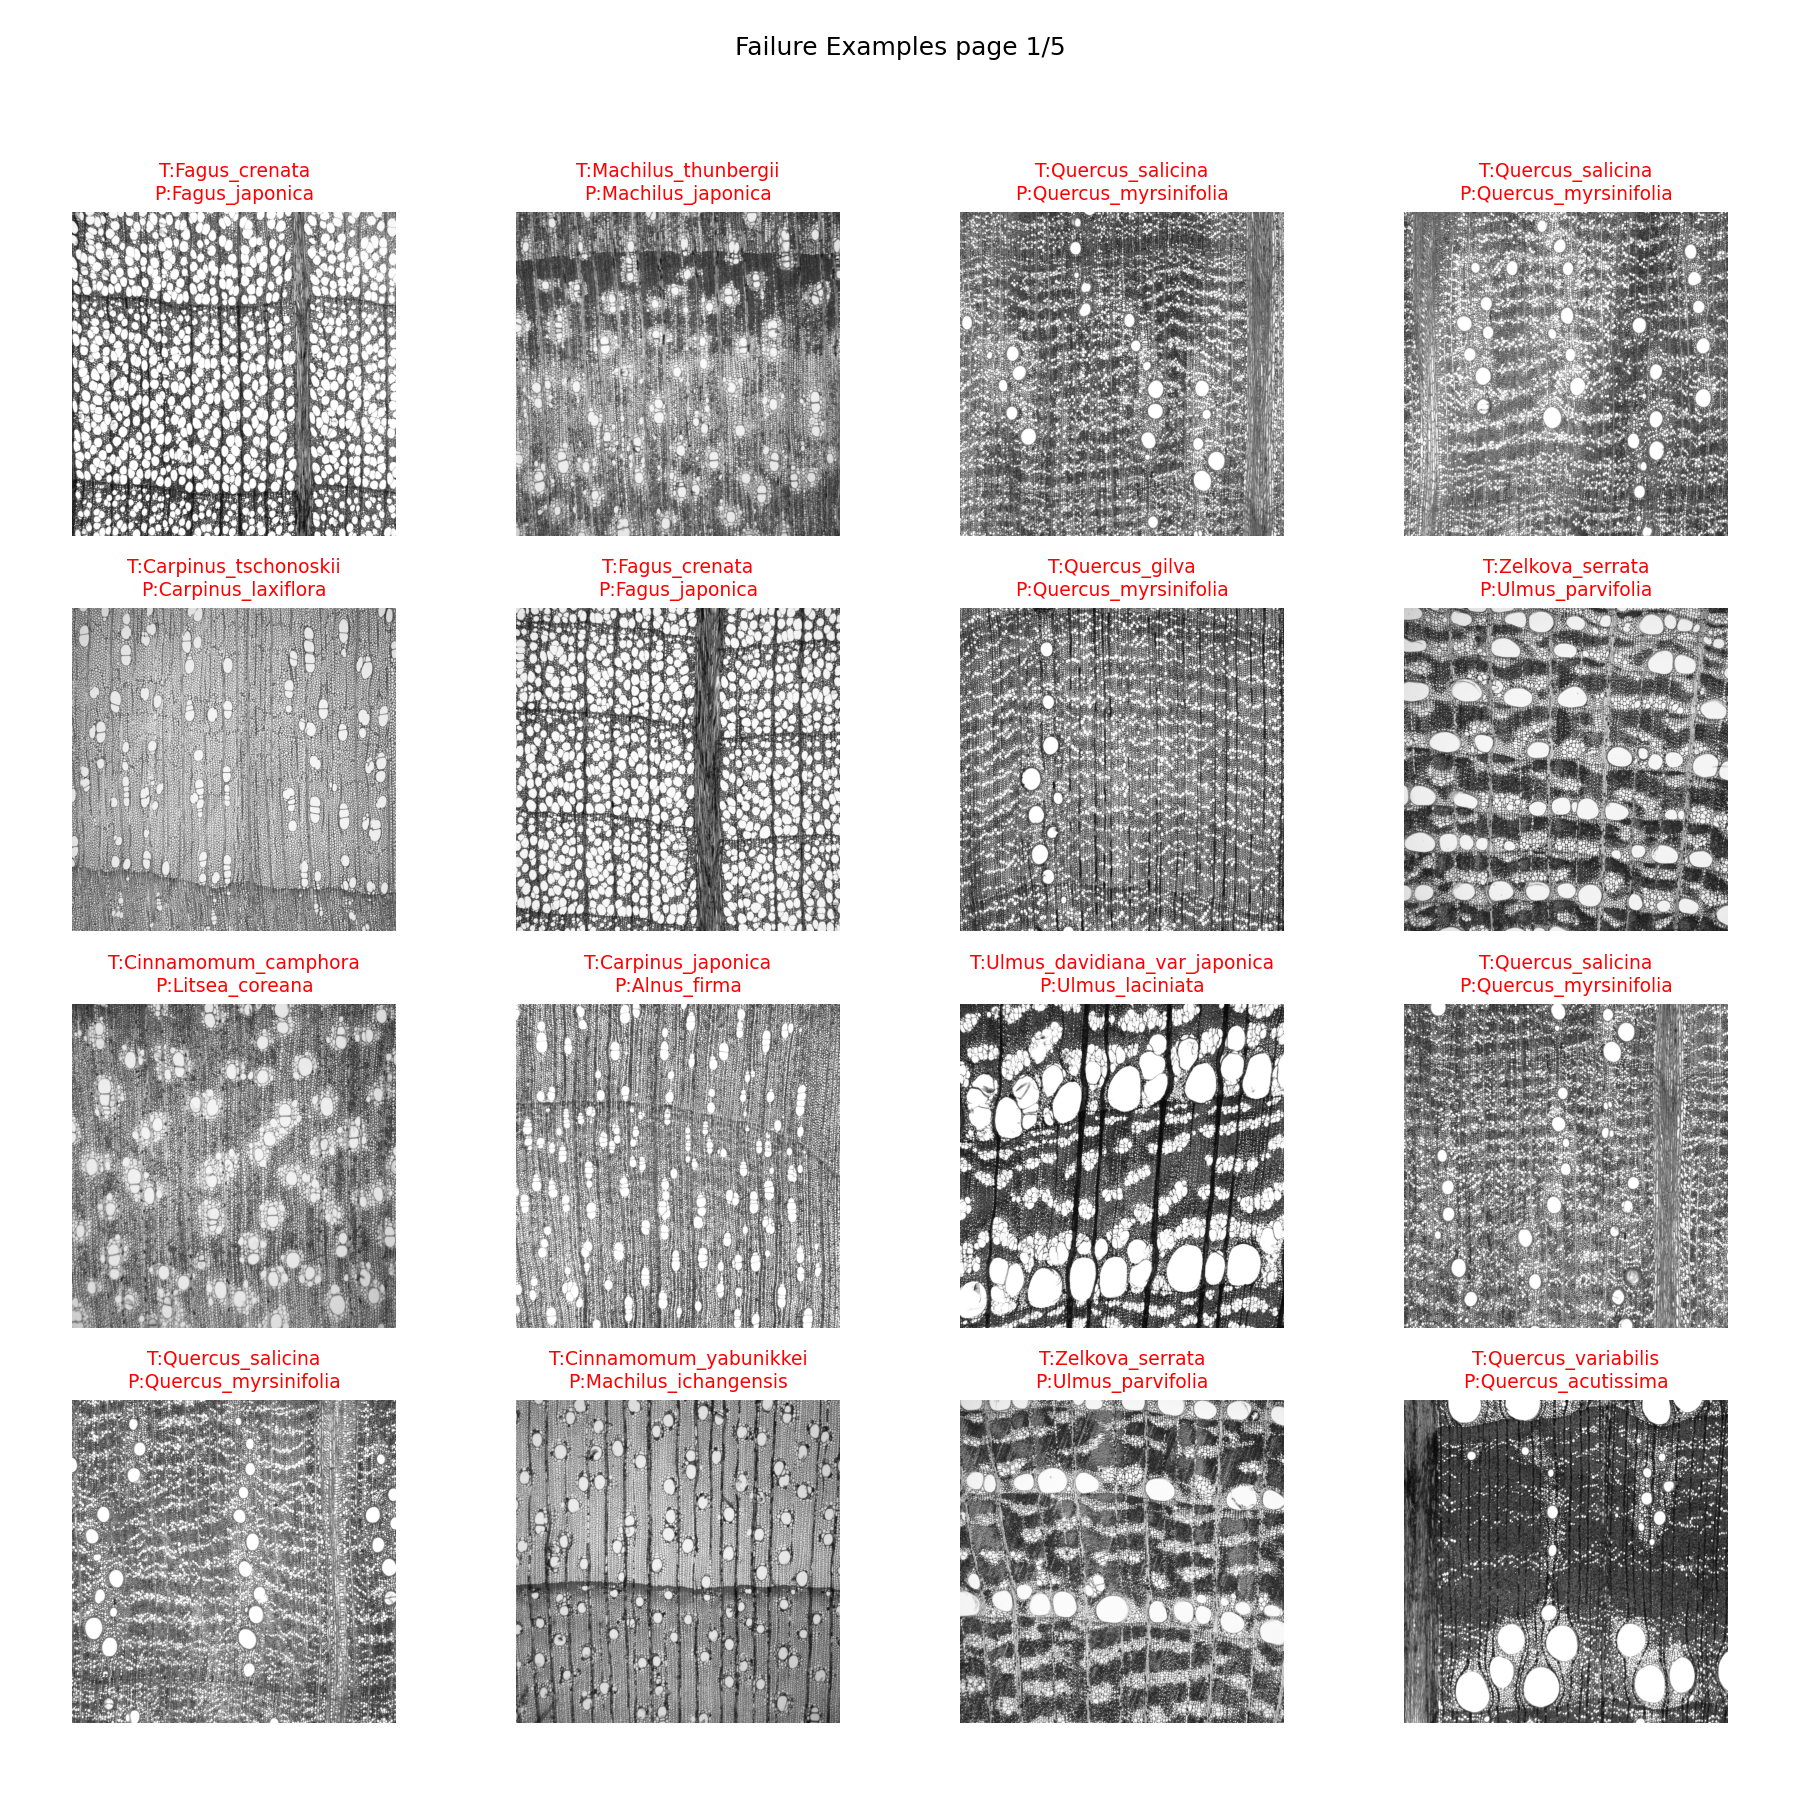 Failure Examples page 1/5
T:Fagus_crenata
P:Fagus_japonica
T:Machilus_thunbergii
P:Machilus_japonica
T:Quercus_salicina
P:Quercus_myrsinifolia
T:Quercus_salicina
P:Quercus_myrsinifolia
T:Carpinus_tschonoskii
P:Carpinus_laxiflora
T:Fagus_crenata
P:Fagus_japonica
T:Quercus_gilva
P:Quercus_myrsinifolia
T:Zelkova_serrata
P:Ulmus_parvifolia
T:Cinnamomum_camphora
P:Litsea_coreana
T:Carpinus_japonica
P:Alnus_firma
T:Ulmus_davidiana_var_japonica
P:Ulmus_laciniata
T:Quercus_salicina
P:Quercus_myrsinifolia
T:Quercus_salicina
P:Quercus_myrsinifolia
T:Cinnamomum_yabunikkei
P:Machilus_ichangensis
T:Zelkova_serrata
P:Ulmus_parvifolia
T:Quercus_variabilis
P:Quercus_acutissima